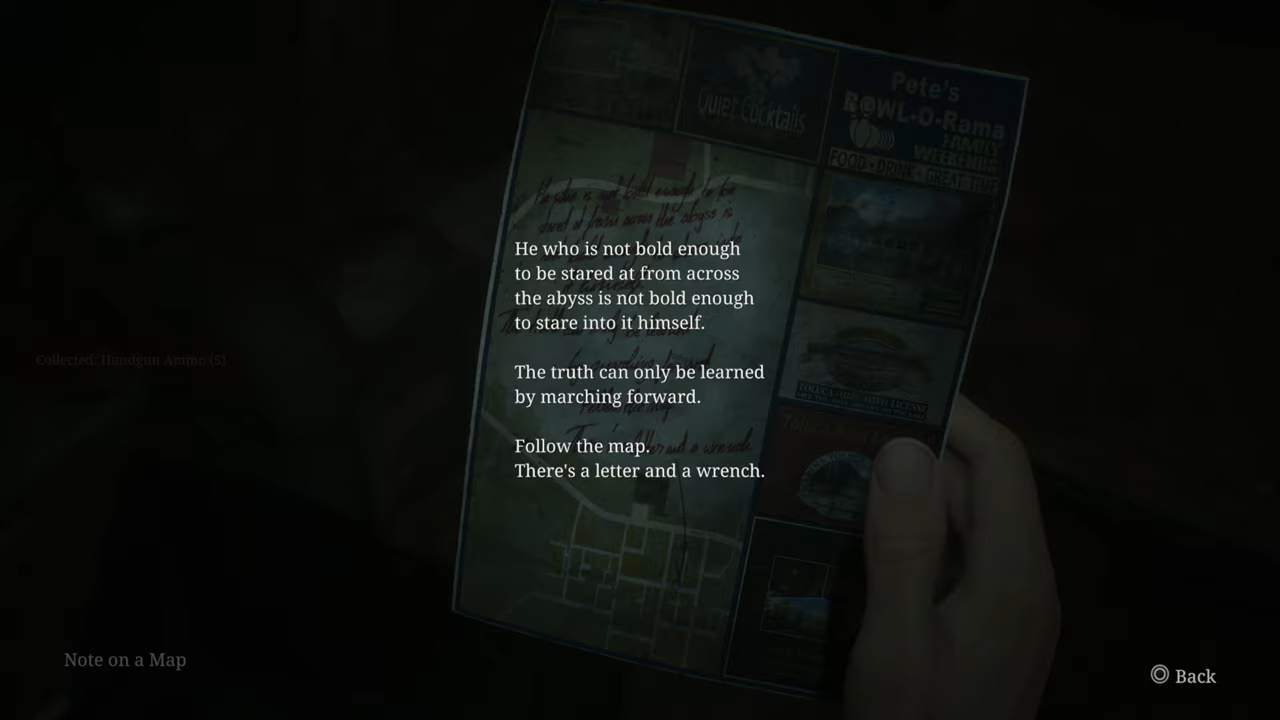 Quiet Cocktails
Pete's
BOWL-O-Rama
FAMILY
WEEKENDS
FOOD - DRINK - GREAT TIME
He who is not bold enough
to be stared at from across
the abyss is not bold enough
to stare into it himself.
The truth can only be learned
by marching forward.
Follow the map.
There's a letter and a wrench.
Collected: Handgun Ammo (5)
Note on a Map
Back